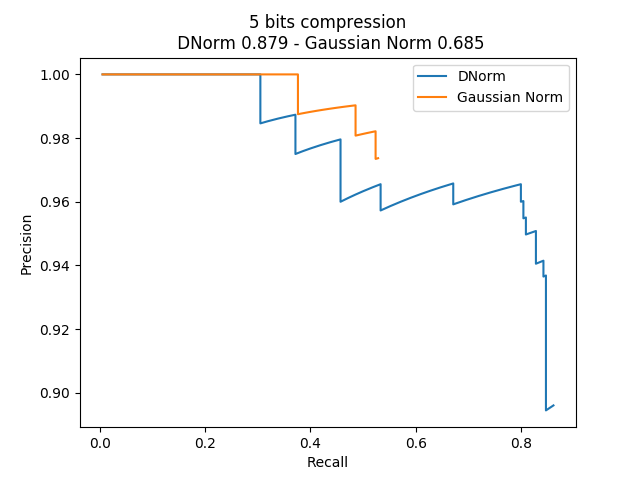 5 bits compression
DNorm 0.879 - Gaussian Norm 0.685
DNorm
Gaussian Norm
1.00
0.98
0.96
0.94
0.92
0.90
Precision
0.0 0.2 0.4 0.6 0.8
Recall